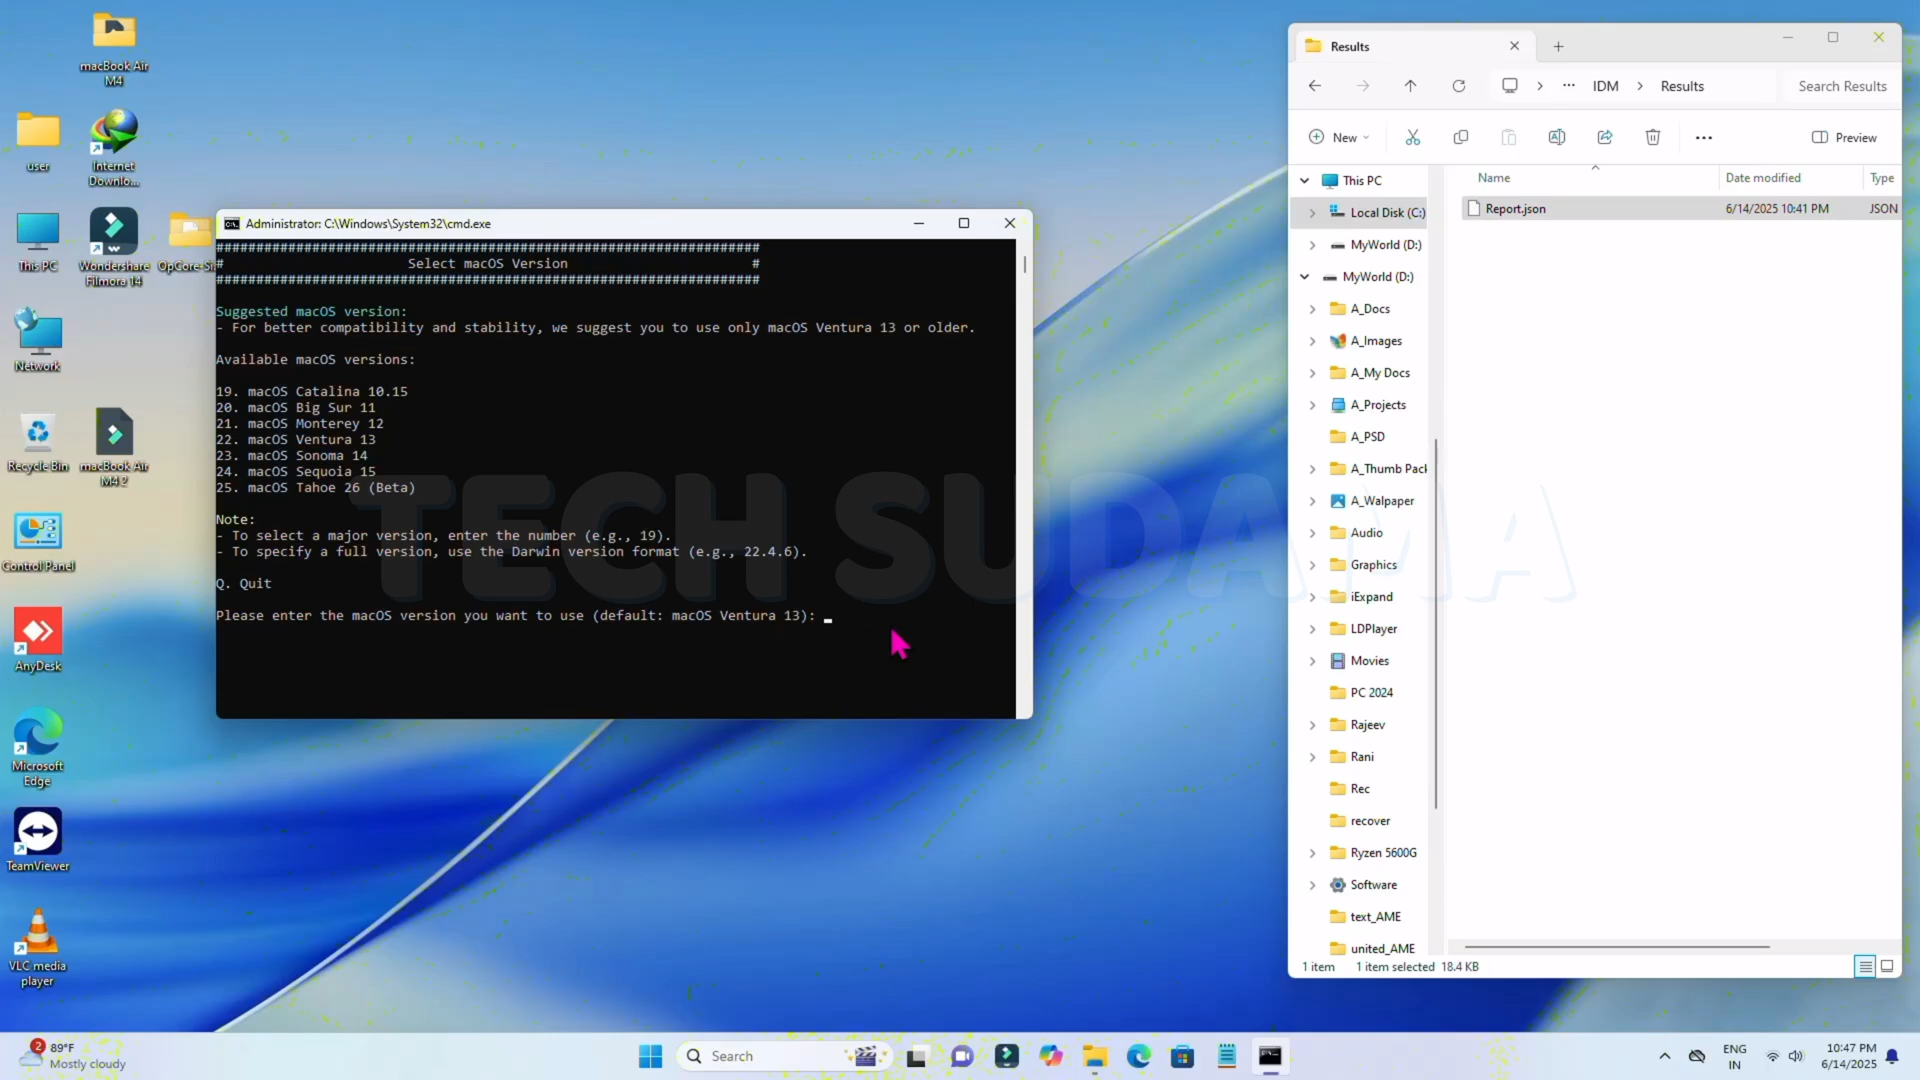 macBook Air
M4
user
Internet
Downlo...
This PC
Wondershare
Filmora 14
OpCore-Si
Network
Recycle Bin
macBook Air
M4 2
Control Panel
AnyDesk
Microsoft
Edge
TeamViewer
VLC media
player
Administrator: C:\Windows\System32\cmd.exe
####################################################################
# Select macOS Version #
####################################################################
Suggested macOS version:
- For better compatibility and stability, we suggest you to use only macOS Ventura 13 or older.
Available macOS versions:
19. macOS Catalina 10.15
20. macOS Big Sur 11
21. macOS Monterey 12
22. macOS Ventura 13
23. macOS Sonoma 14
24. macOS Sequoia 15
25. macOS Tahoe 26 (Beta)
Note:
- To select a major version, enter the number (e.g., 19).
- To specify a full version, use the Darwin version format (e.g., 22.4.6).
Q. Quit
Please enter the macOS version you want to use (default: macOS Ventura 13):
TECH SUDAMA
Results
IDM > Results
Search Results
New
Preview
Name
Date modified
Type
Report.json
6/14/2025 10:41 PM
JSON
This PC
Local Disk (C:)
MyWorld (D:)
MyWorld (D:)
A_Docs
A_Images
A_My Docs
A_Projects
A_PSD
A_Thumb Pack
A_Walpaper
Audio
Graphics
iExpand
LDPlayer
Movies
PC 2024
Rajeev
Rani
Rec
recover
Ryzen 5600G
Software
text_AME
united_AME
1 item
1 item selected 18.4 KB
2
89°F
Mostly cloudy
Search
ENG
IN
10:47 PM
6/14/2025